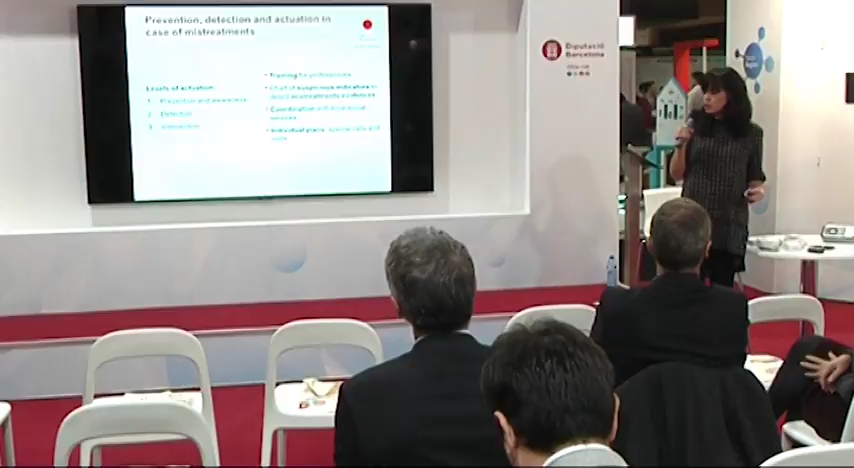 Prevention, detection and actuation in
case of mistreatments
Levels of actuation:
1. Prevention and awareness
2. Detection
3. Intervention
• Training for professionals
• Chart of suspicious indicators to
detect mistreatments evidences
• Coordination with local social
services
• Individual plans: special care and
Diputació
Barcelona